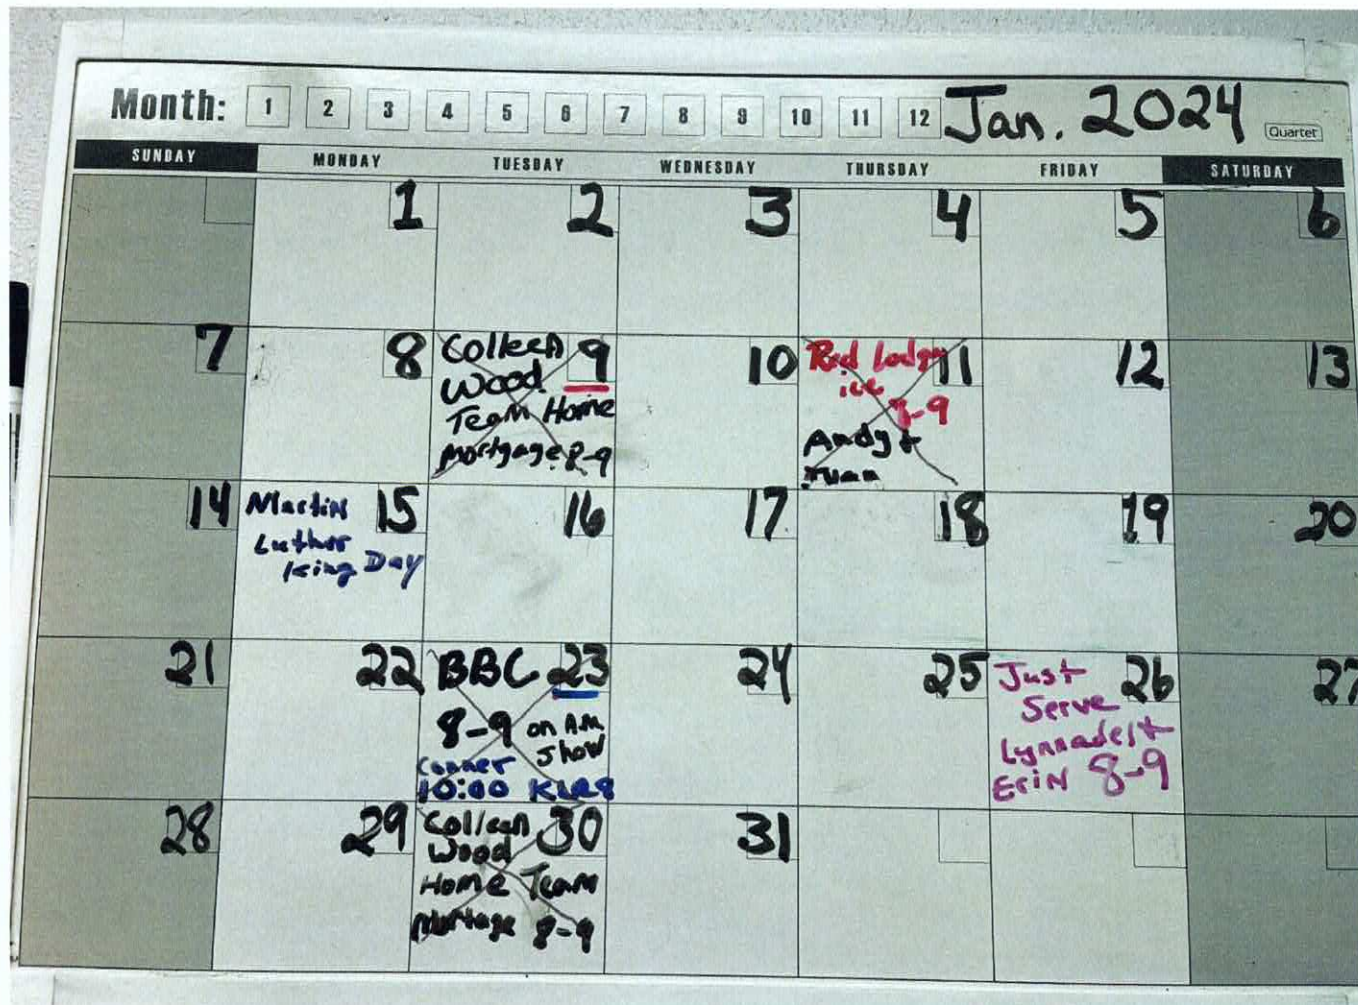 Month: 1 2 3 4 5 6 7 8 9 10 11 12 Jan. 2024
Quartet
SUNDAY MONDAY TUESDAY WEDNESDAY THURSDAY FRIDAY SATURDAY
1 2 3 4 5 6
7 8
Colleen 9
Wood
Team Home
Mortgage 8-9
10
Red Lodge 11
ice
8-9
Andy +
12 13
14
Martin 15
Luther
King Day
16 17 18 19 20
21 22
BBC 23
8-9 on A.M.
Show
Conner
10:00
24 25
Just 26
Serve
Lynnadel +
Erin 8-9
27
28 29
Colleen 30
Wood
Home Team
Mortage 8-9
31